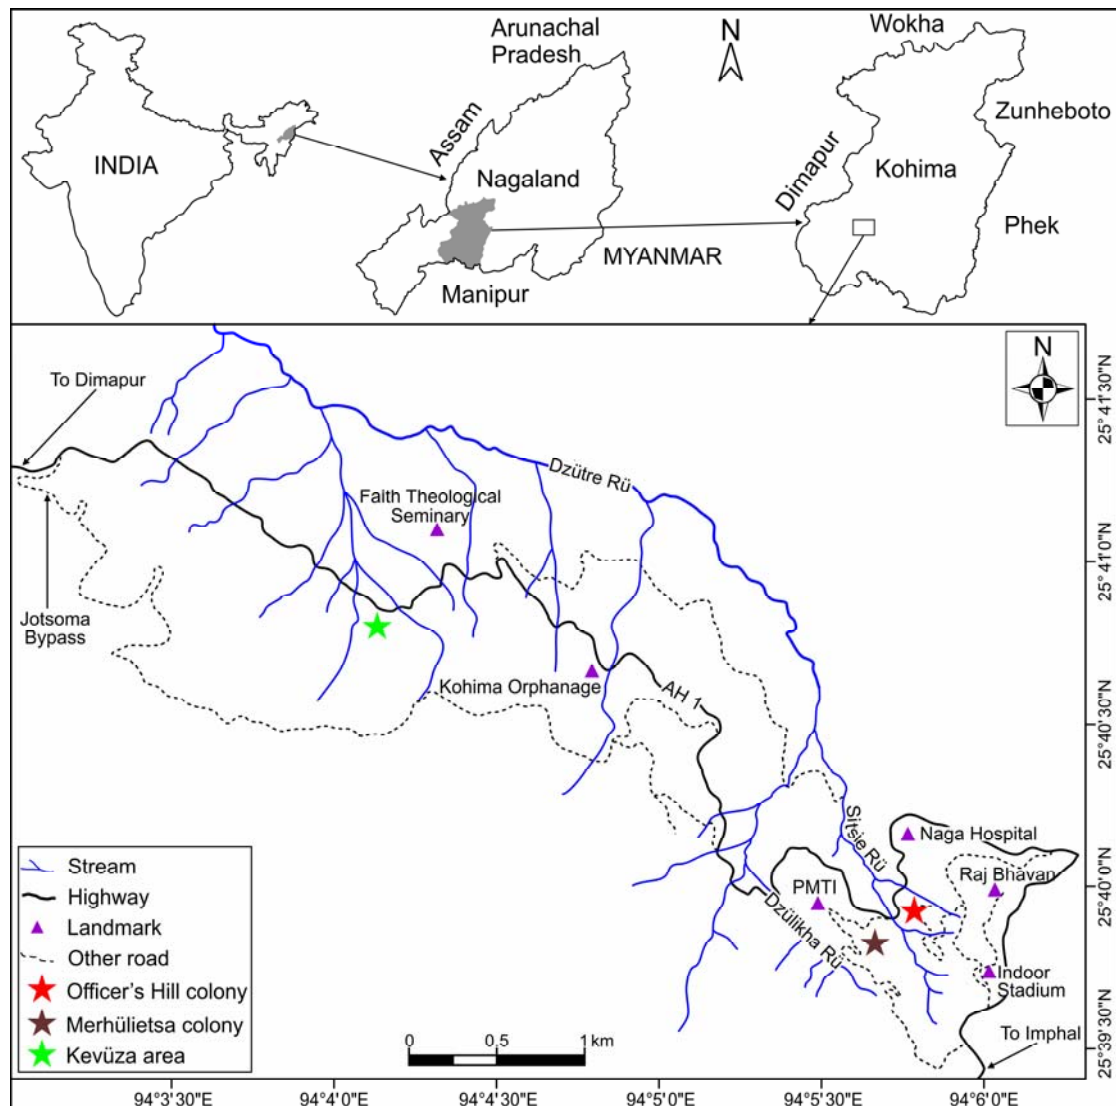 Arunachal
Pradesh
N
Wokha
Assam
Zunheboto
INDIA
Nagaland
Dimapur
Kohima
Phek
MYANMAR
Manipur
N
To Dimapur
25°41'30"N
Dzütre Rü
Faith Theological
Seminary
25°41'0"N
Jotsoma
Bypass
Kohima Orphanage
AH 1
25°40'30"N
Sitsie Rü
Naga Hospital
Raj Bhavan
25°40'0"N
PMTI
Dzülikha Rü
Indoor
Stadium
25°39'30"N
To Imphal
Stream
Highway
Landmark
Other road
Officer's Hill colony
Merhülietsa colony
Kevüza area
0 0.5 1 km
94°3'30"E 94°4'0"E 94°4'30"E 94°5'0"E 94°5'30"E 94°6'0"E